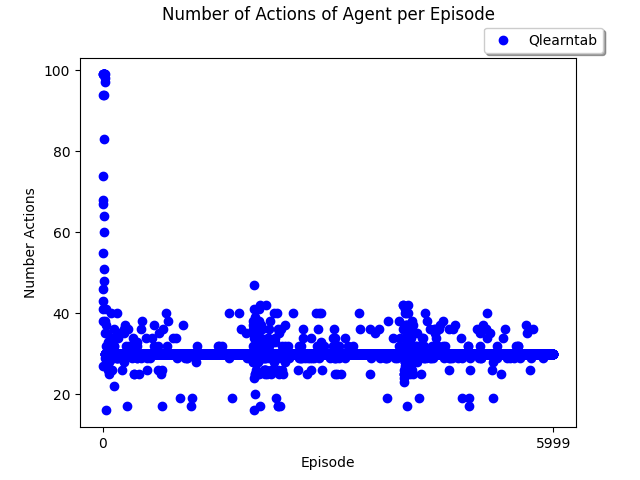 Number of Actions of Agent per Episode
Qlearntab
100
80
60
40
20
Number Actions
0
5999
Episode